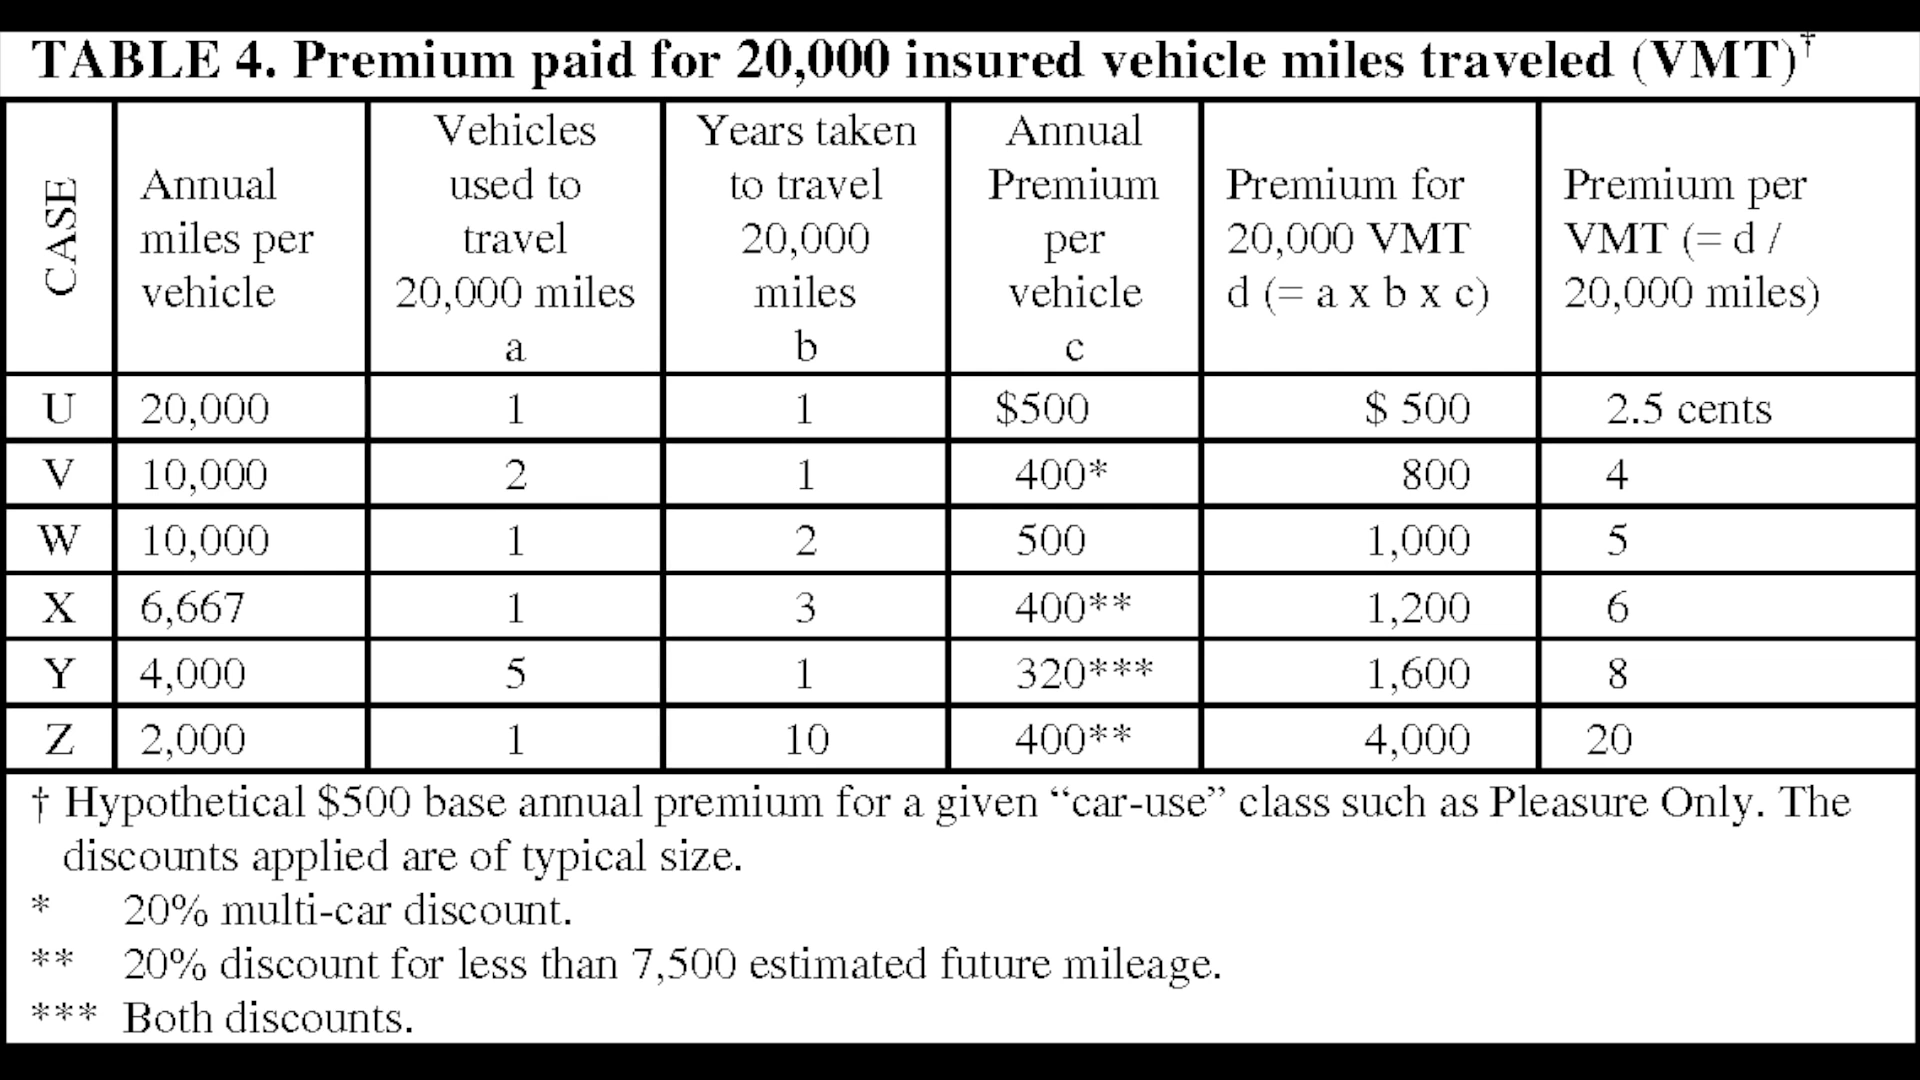 TABLE 4. Premium paid for 20,000 insured vehicle miles traveled (VMT)†
CASE
Annual
miles per
vehicle
Vehicles
used to
travel
20,000 miles
a
Years taken
to travel
20,000
miles
b
Annual
Premium
per
vehicle
c
Premium for
20,000 VMT
d (= a x b x c)
Premium per
VMT (= d /
20,000 miles)
U 20,000 1 1 $500 $ 500 2.5 cents
V 10,000 2 1 400* 800 4
W 10,000 1 2 500 1,000 5
X 6,667 1 3 400** 1,200 6
Y 4,000 5 1 320*** 1,600 8
Z 2,000 1 10 400** 4,000 20
† Hypothetical $500 base annual premium for a given “car-use” class such as Pleasure Only. The
discounts applied are of typical size.
* 20% multi-car discount.
** 20% discount for less than 7,500 estimated future mileage.
*** Both discounts.